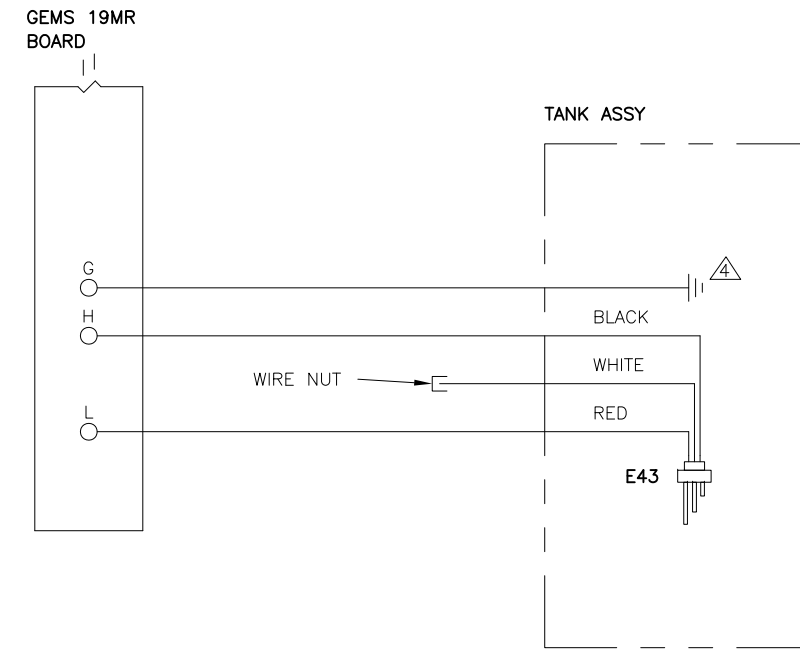 GEMS 19MR
BOARD
TANK ASSY
G
4
H
BLACK
WIRE NUT
WHITE
L
RED
E43